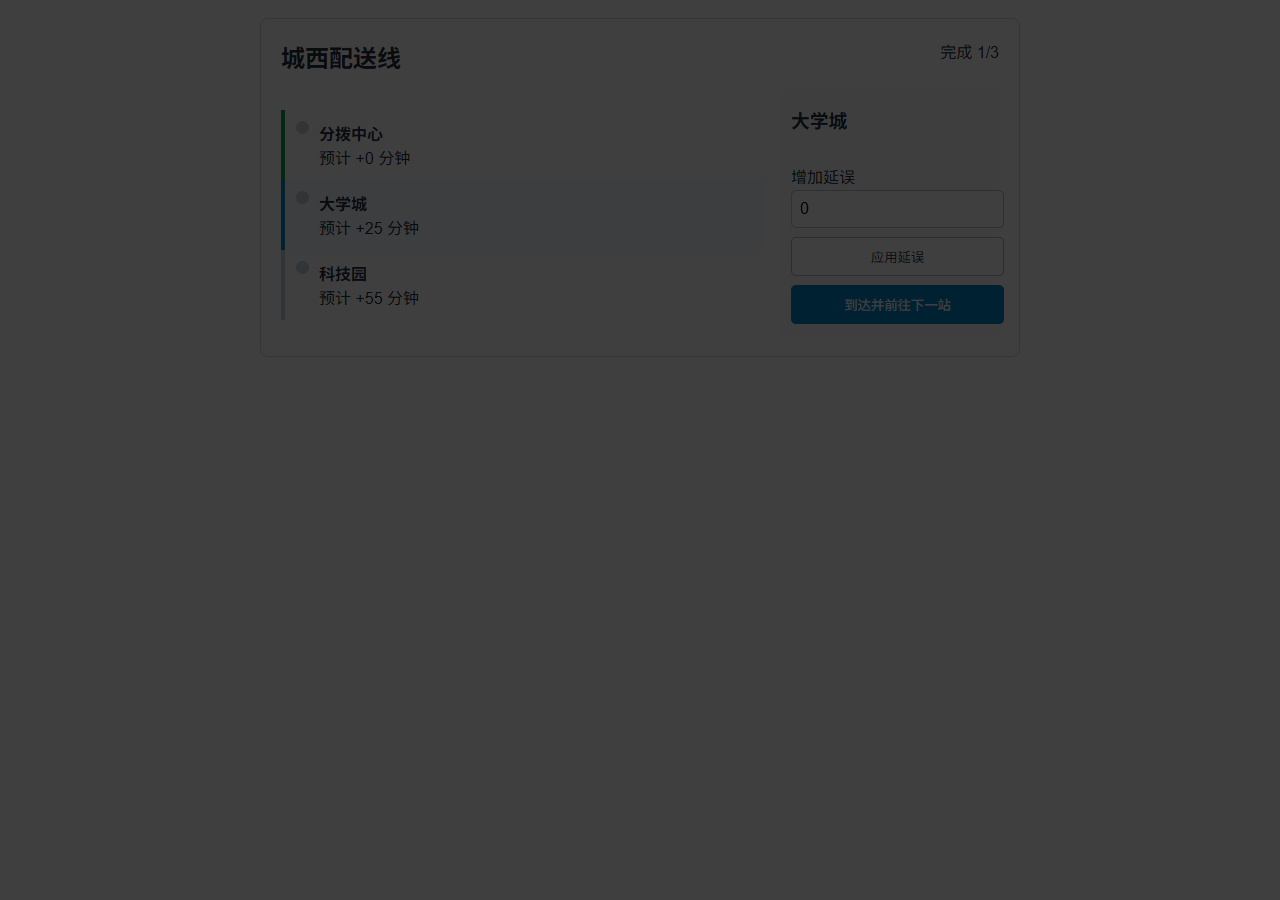 城西配送线
完成 1/3
分拨中心
预计 +0 分钟
大学城
预计 +25 分钟
科技园
预计 +55 分钟
大学城
增加延误
0
应用延误
到达并前往下一站